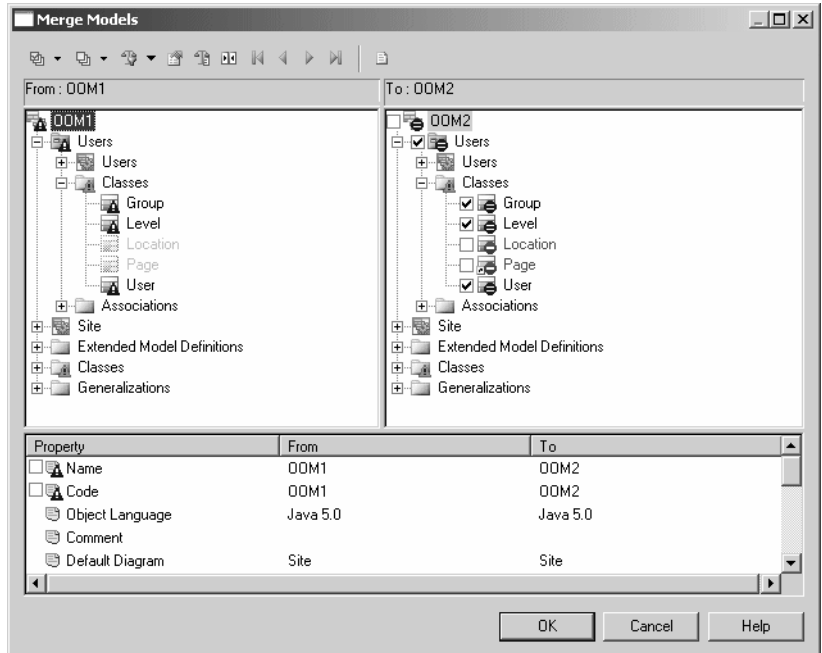 Merge Models
From : OOM1
To : OOM2
OOM1
Users
Users
Classes
Group
Level
Location
Page
User
Associations
Site
Extended Model Definitions
Classes
Generalizations
OOM2
Users
Users
Classes
Group
Level
Location
Page
User
Associations
Site
Extended Model Definitions
Classes
Generalizations
Property From To
Name OOM1 OOM2
Code OOM1 OOM2
Object Language Java 5.0 Java 5.0
Comment
Default Diagram Site Site
OK Cancel Help